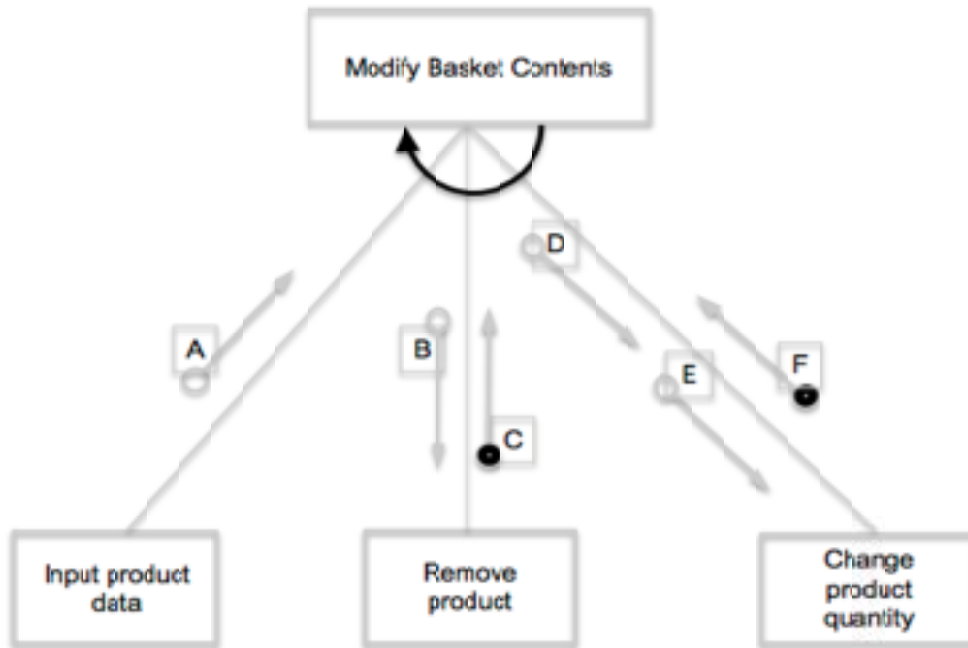 Modify Basket Contents
D
A
B
E
F
C
Input product
data
Remove
product
Change
product
quantity